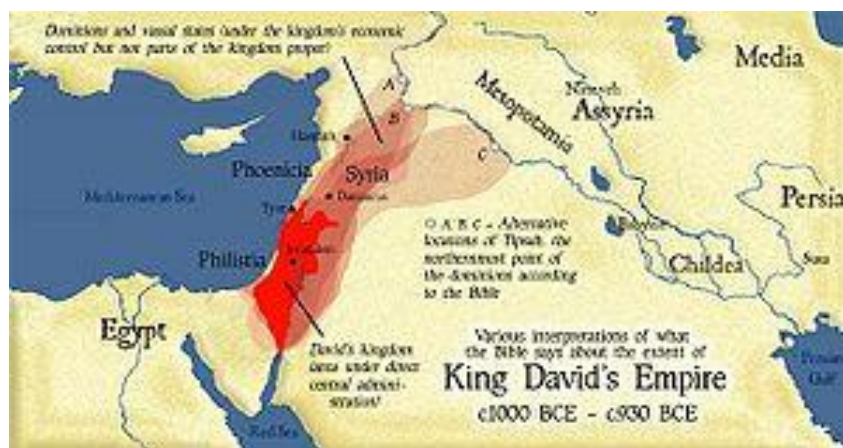 Dominions and vassal states (under the kingdom's economic
control but not parts of the kingdom proper)
Media
A
Nineveh
Assyria
Mesopotamia
B
Hamath
C
Phoenicia
Syria
Mediterranean Sea
Damascus
Persia
Tyre
A B C - Alternative
locations of Tipsah, the
northernmost point of
the dominions according
to the Bible
Babylon
Philistia
Jerusalem
Childea
Susa
Egypt
David's kingdom
(area under direct
central admini-
stration)
Various interpretations of what
the Bible says about the extent of
King David's Empire
c1000 BCE - c930 BCE
Persian
Gulf
Red Sea